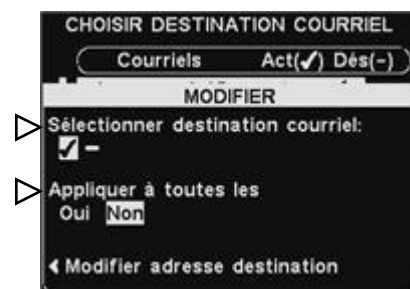 CHOISIR DESTINATION COURRIEL
Courriels Act(✓) Dés(−)
MODIFIER
Sélectionner destination courriel:
✓ −
Appliquer à toutes les
Oui Non
Modifier adresse destination